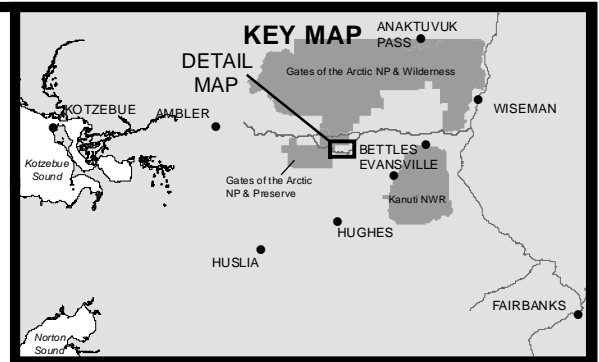 KEY MAP
ANAKTUVUK
PASS
DETAIL
MAP
Gates of the Arctic NP & Wilderness
KOTZEBUE
AMBLER
WISEMAN
Kotzebue
Sound
BETTLES
EVANSVILLE
Gates of the Arctic
NP & Preserve
Kanuti NWR
HUGHES
HUSLIA
FAIRBANKS
Norton
Sound